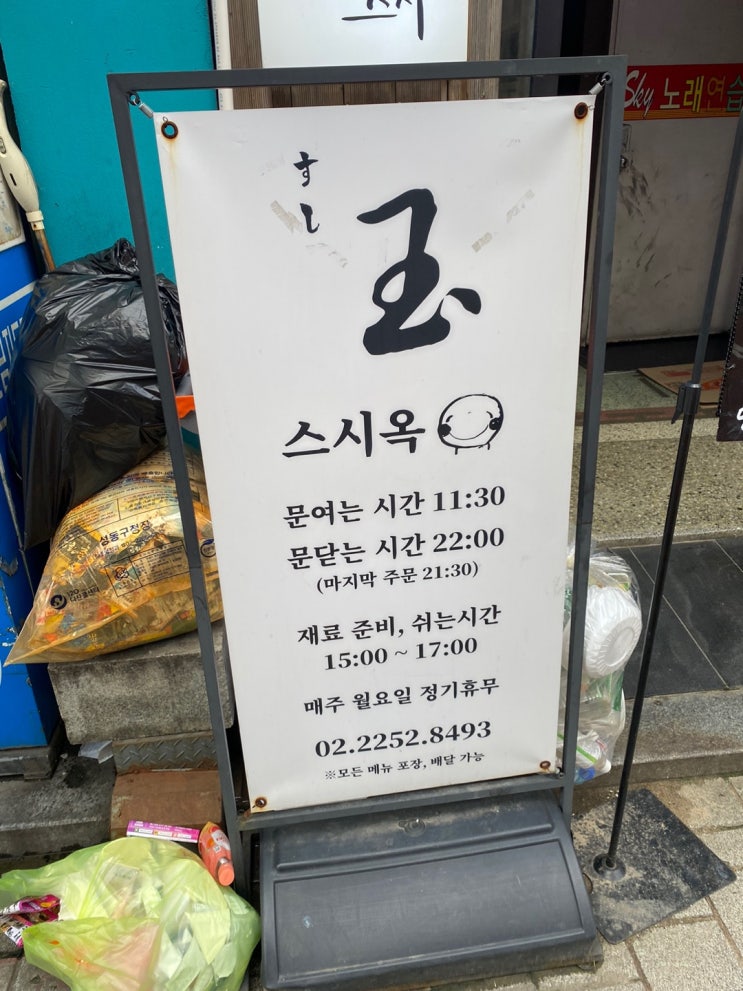 Sky 노래연습
すし
玉
스시옥
문여는 시간 11:30
문닫는 시간 22:00
(마지막 주문 21:30)
재료 준비, 쉬는시간
15:00 ~ 17:00
매주 월요일 정기휴무
02.2252.8493
※모든 메뉴 포장, 배달 가능
성동구청장